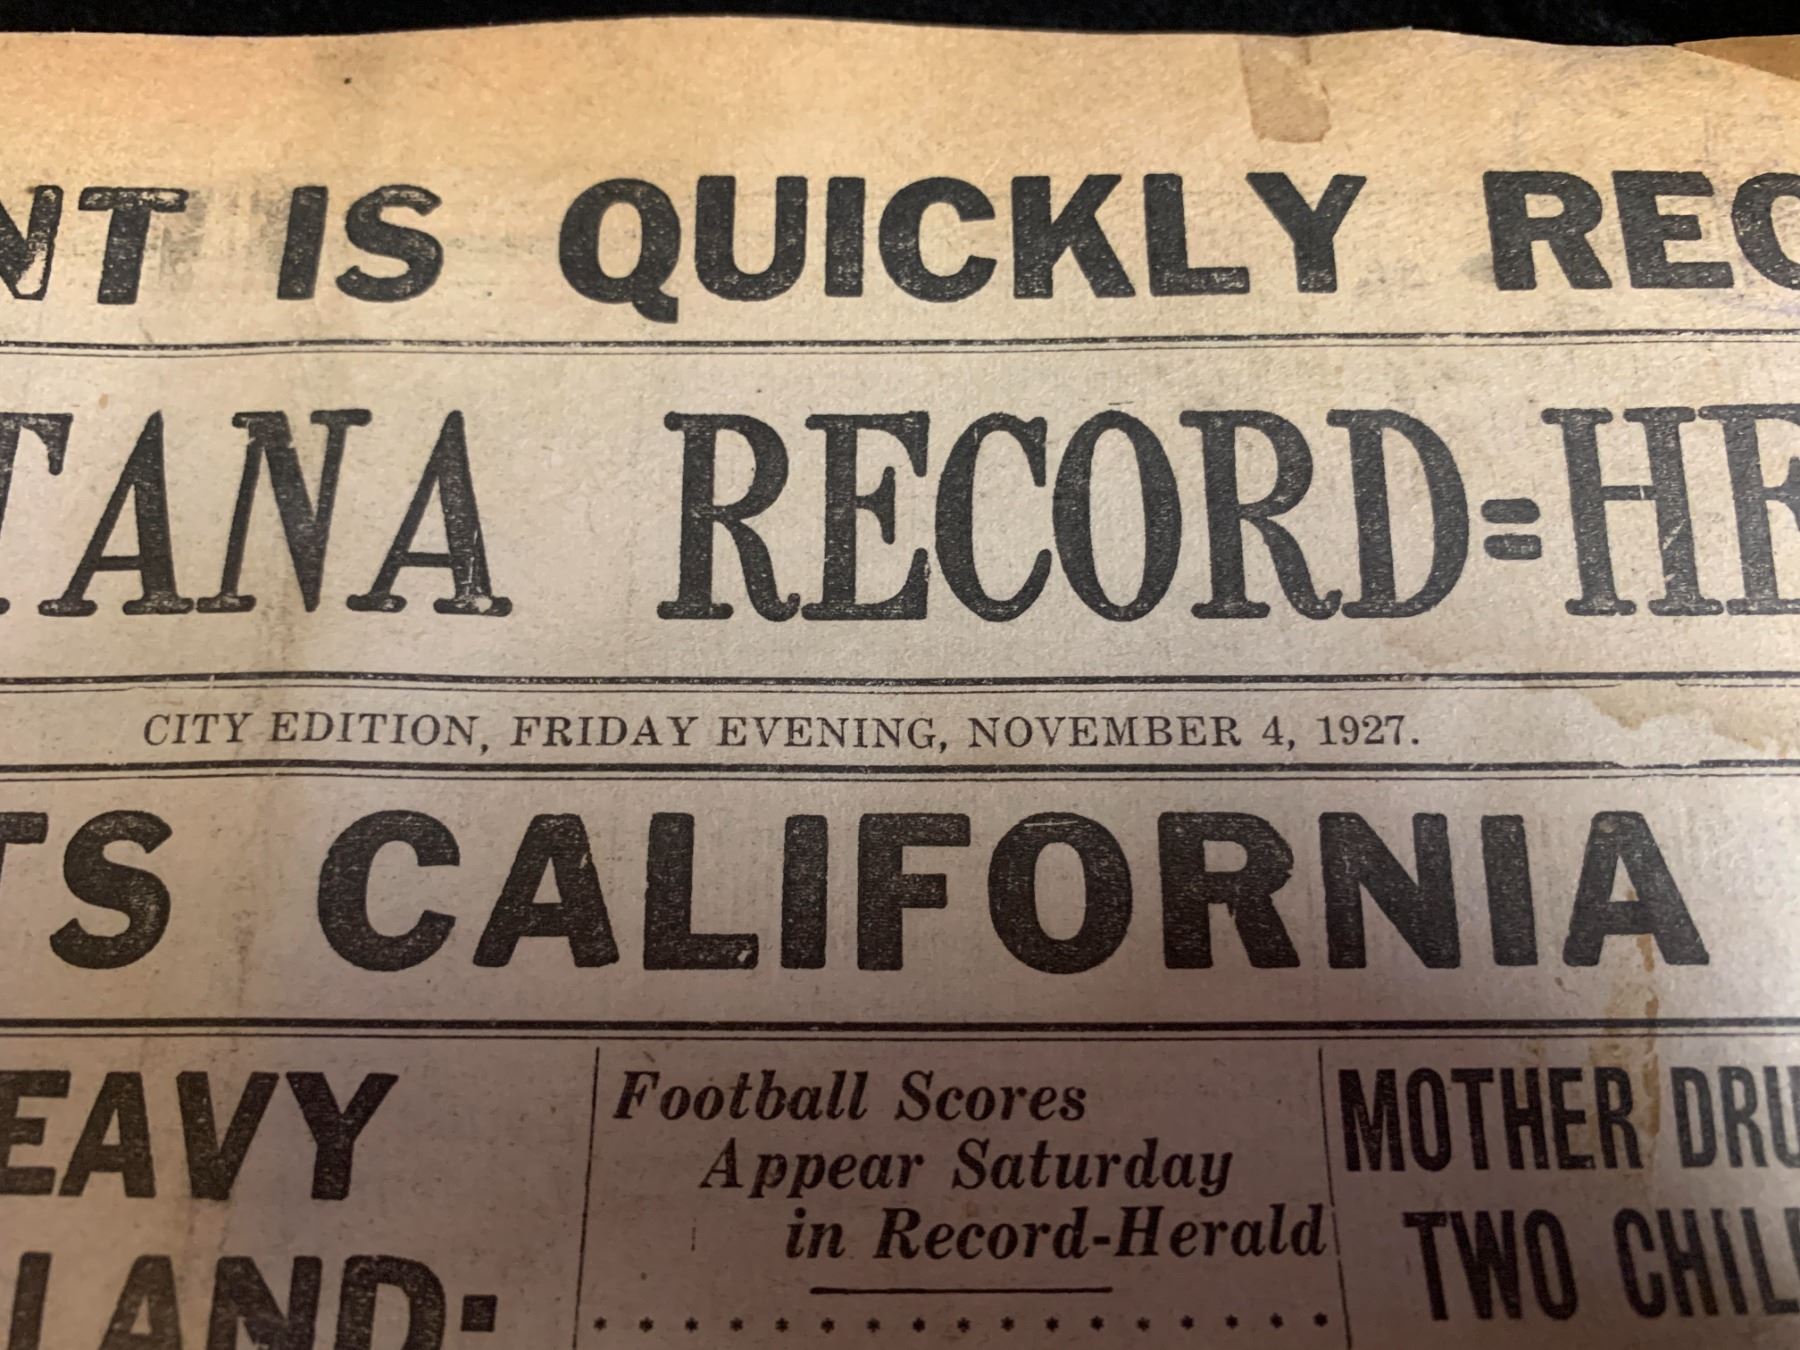 NT IS QUICKLY REC
TANA RECORD=HE
CITY EDITION, FRIDAY EVENING, NOVEMBER 4, 1927.
TS CALIFORNIA
EAVY
LAND:
Football Scores
Appear Saturday
in Record-Herald
MOTHER DRU
TWO CHIL